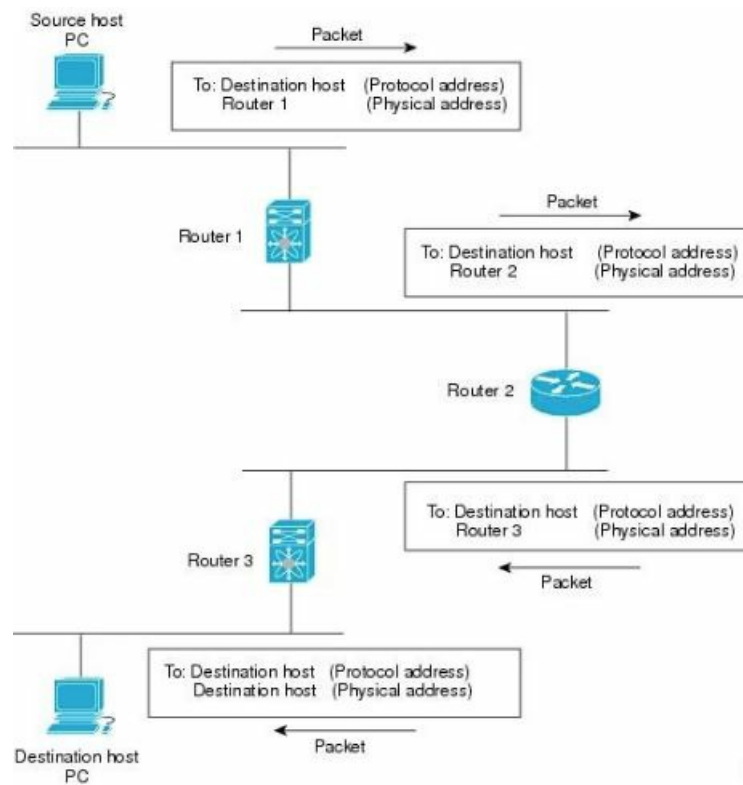 Source host
PC
Packet
To: Destination host (Protocol address)
Router 1 (Physical address)
Router 1
Packet
To: Destination host (Protocol address)
Router 2 (Physical address)
Router 2
To: Destination host (Protocol address)
Router 3 (Physical address)
Packet
Router 3
To: Destination host (Protocol address)
Destination host (Physical address)
Packet
Destination host
PC